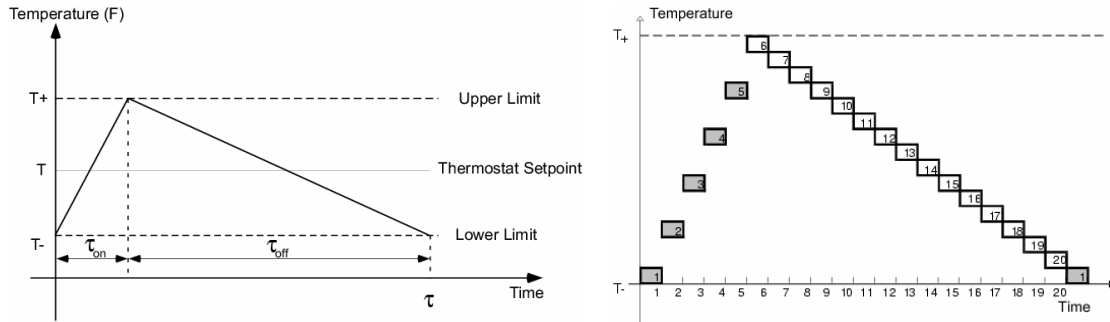 Temperature (F)
T+
Upper Limit
T
Thermostat Setpoint
T-
Lower Limit
τon
τoff
τ
Time
Temperature
T+
6
7
8
5
9
10
11
4
12
13
14
3
15
16
17
2
18
19
20
1
1
T-
1 2 3 4 5 6 7 8 9 10 11 12 13 14 15 16 17 18 19 20
Time